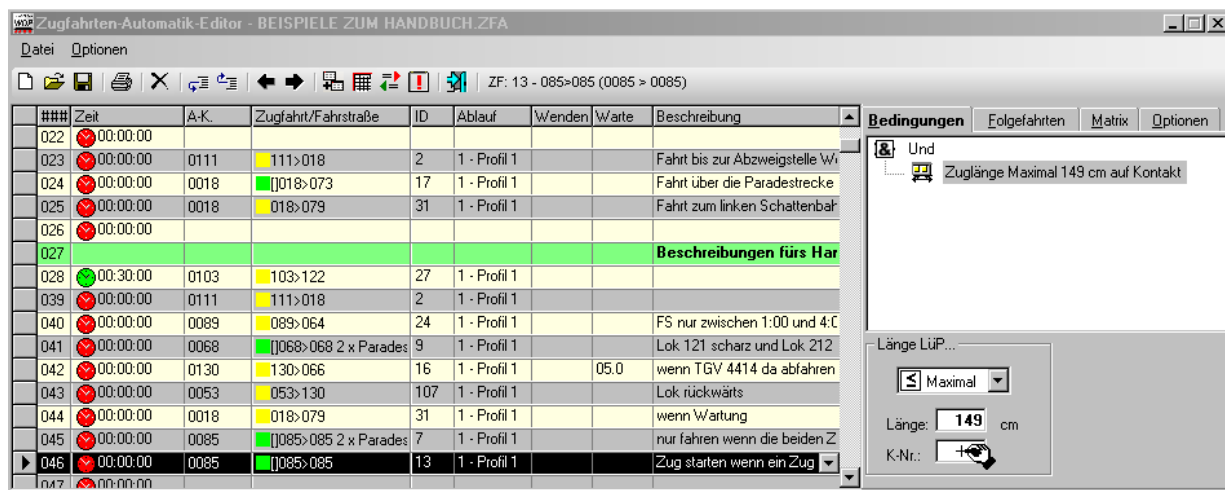 Zugfahrten-Automatik-Editor - BEISPIELE ZUM HANDBUCH.ZFA
Datei Optionen
ZF: 13 - 085>085 (0085 > 0085)
### Zeit A-K. Zugfahrt/Fahrstraße ID Ablauf Wenden Warte Beschreibung
022 00:00:00
023 00:00:00 0111 111>018 2 1 - Profil 1 Fahrt bis zur Abzweigstelle
024 00:00:00 0018 []018>073 17 1 - Profil 1 Fahrt über die Paradestrecke
025 00:00:00 0018 018>079 31 1 - Profil 1 Fahrt zum linken Schattenbah
026 00:00:00
027 Beschreibungen fürs Har
028 00:30:00 0103 103>122 27 1 - Profil 1
039 00:00:00 0111 111>018 2 1 - Profil 1
040 00:00:00 0089 089>064 24 1 - Profil 1 FS nur zwischen 1:00 und
041 00:00:00 0068 []068>068 2 x Parades 9 1 - Profil 1 Lok 121 scharz und Lok 212
042 00:00:00 0130 130>066 16 1 - Profil 1 05.0 wenn TGV 4414 da abfahren
043 00:00:00 0053 053>130 107 1 - Profil 1 Lok rückwärts
044 00:00:00 0018 018>079 31 1 - Profil 1 wenn Wartung
045 00:00:00 0085 []085>085 2 x Parades 7 1 - Profil 1 nur fahren wenn die beiden Z
046 00:00:00 0085 []085>085 13 1 - Profil 1 Zug starten wenn ein Zug
047 00:00:00
Bedingungen Folgefahrten Matrix Optionen
& Und
Zuglänge Maximal 149 cm auf Kontakt
Länge LüP...
≤ Maximal
Länge: 149 cm
K-Nr.: